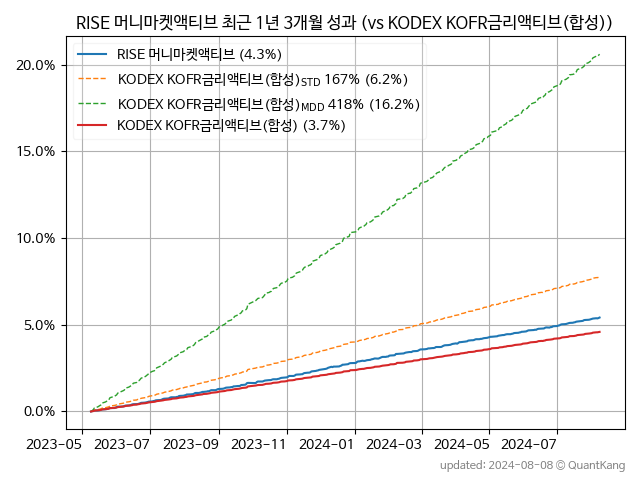 RISE 머니마켓액티브 최근 1년 3개월 성과 (vs KODEX KOFR금리액티브(합성))
RISE 머니마켓액티브 (4.3%)
KODEX KOFR금리액티브(합성)STD 167% (6.2%)
KODEX KOFR금리액티브(합성)MDD 418% (16.2%)
KODEX KOFR금리액티브(합성) (3.7%)
20.0%
15.0%
10.0%
5.0%
0.0%
2023-05 2023-07 2023-09 2023-11 2024-01 2024-03 2024-05 2024-07
updated: 2024-08-08 © QuantKang